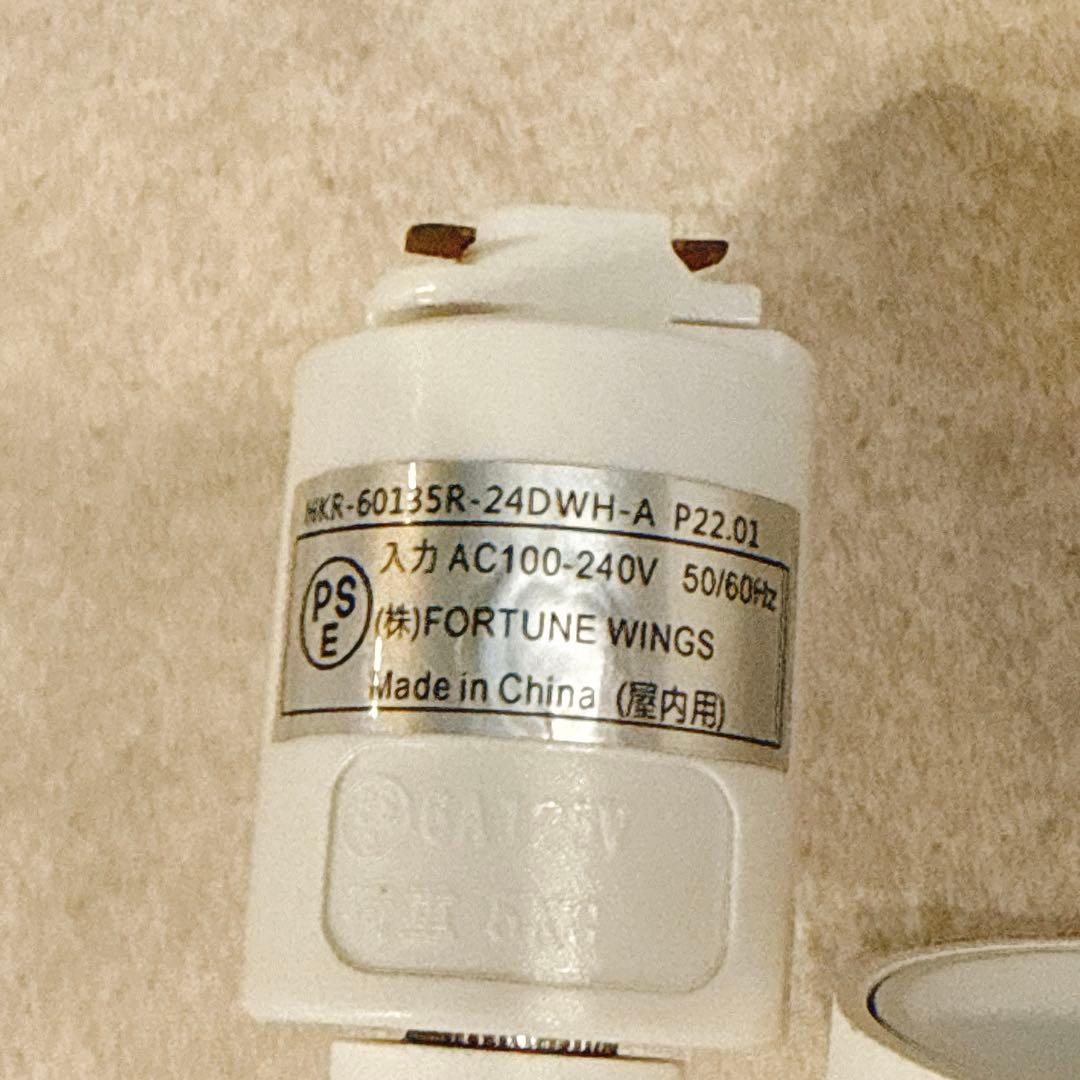 HKR-60135R-24DWH-A P22.01
入力 AC100-240V 50/60Hz
PS
E
(株)FORTUNE WINGS
Made in China (屋内用)